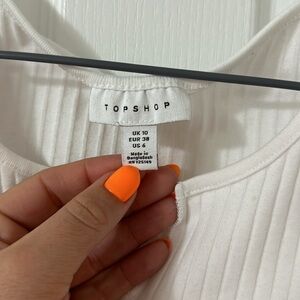 TOPSHOP
UK 10
EUR 38
US 6
Made in
Bangladesh